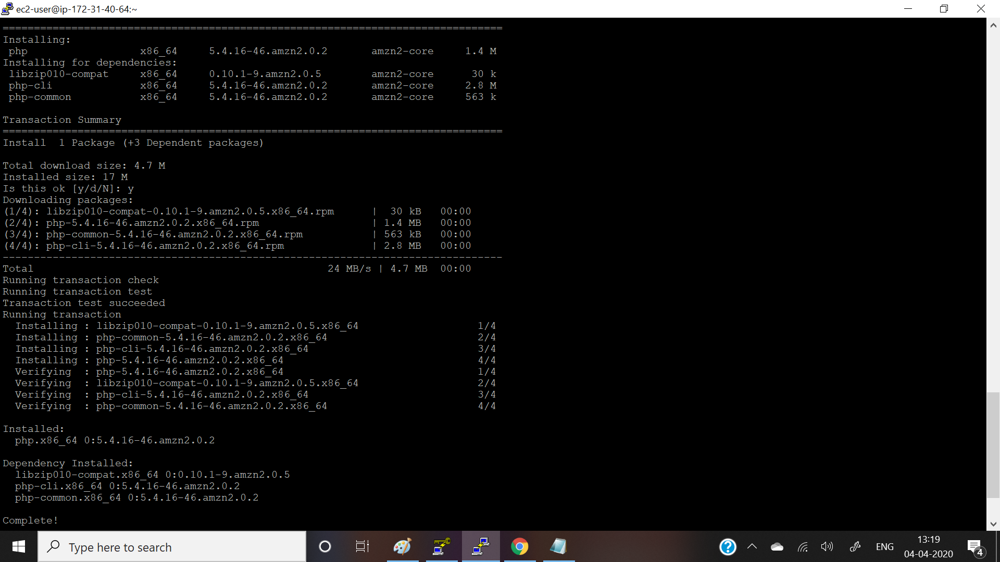 ec2-user@ip-172-31-40-64:~
================================================================================
Installing:
 php                  x86_64     5.4.16-46.amzn2.0.2       amzn2-core     1.4 M
Installing for dependencies:
 libzip010-compat     x86_64     0.10.1-9.amzn2.0.5        amzn2-core      30 k
 php-cli              x86_64     5.4.16-46.amzn2.0.2       amzn2-core     2.8 M
 php-common           x86_64     5.4.16-46.amzn2.0.2       amzn2-core     563 k
Transaction Summary
================================================================================
Install  1 Package (+3 Dependent packages)
Total download size: 4.7 M
Installed size: 17 M
Is this ok [y/d/N]: y
Downloading packages:
(1/4): libzip010-compat-0.10.1-9.amzn2.0.5.x86_64.rpm      |  30 kB   00:00
(2/4): php-5.4.16-46.amzn2.0.2.x86_64.rpm                  | 1.4 MB   00:00
(3/4): php-common-5.4.16-46.amzn2.0.2.x86_64.rpm           | 563 kB   00:00
(4/4): php-cli-5.4.16-46.amzn2.0.2.x86_64.rpm              | 2.8 MB   00:00
--------------------------------------------------------------------------------
Total                                               24 MB/s | 4.7 MB  00:00
Running transaction check
Running transaction test
Transaction test succeeded
Running transaction
  Installing : libzip010-compat-0.10.1-9.amzn2.0.5.x86_64                   1/4
  Installing : php-common-5.4.16-46.amzn2.0.2.x86_64                        2/4
  Installing : php-cli-5.4.16-46.amzn2.0.2.x86_64                           3/4
  Installing : php-5.4.16-46.amzn2.0.2.x86_64                               4/4
  Verifying  : php-5.4.16-46.amzn2.0.2.x86_64                               1/4
  Verifying  : libzip010-compat-0.10.1-9.amzn2.0.5.x86_64                   2/4
  Verifying  : php-cli-5.4.16-46.amzn2.0.2.x86_64                           3/4
  Verifying  : php-common-5.4.16-46.amzn2.0.2.x86_64                        4/4
Installed:
  php.x86_64 0:5.4.16-46.amzn2.0.2
Dependency Installed:
  libzip010-compat.x86_64 0:0.10.1-9.amzn2.0.5
  php-cli.x86_64 0:5.4.16-46.amzn2.0.2
  php-common.x86_64 0:5.4.16-46.amzn2.0.2
Complete!
Type here to search
ENG
13:19
04-04-2020
4